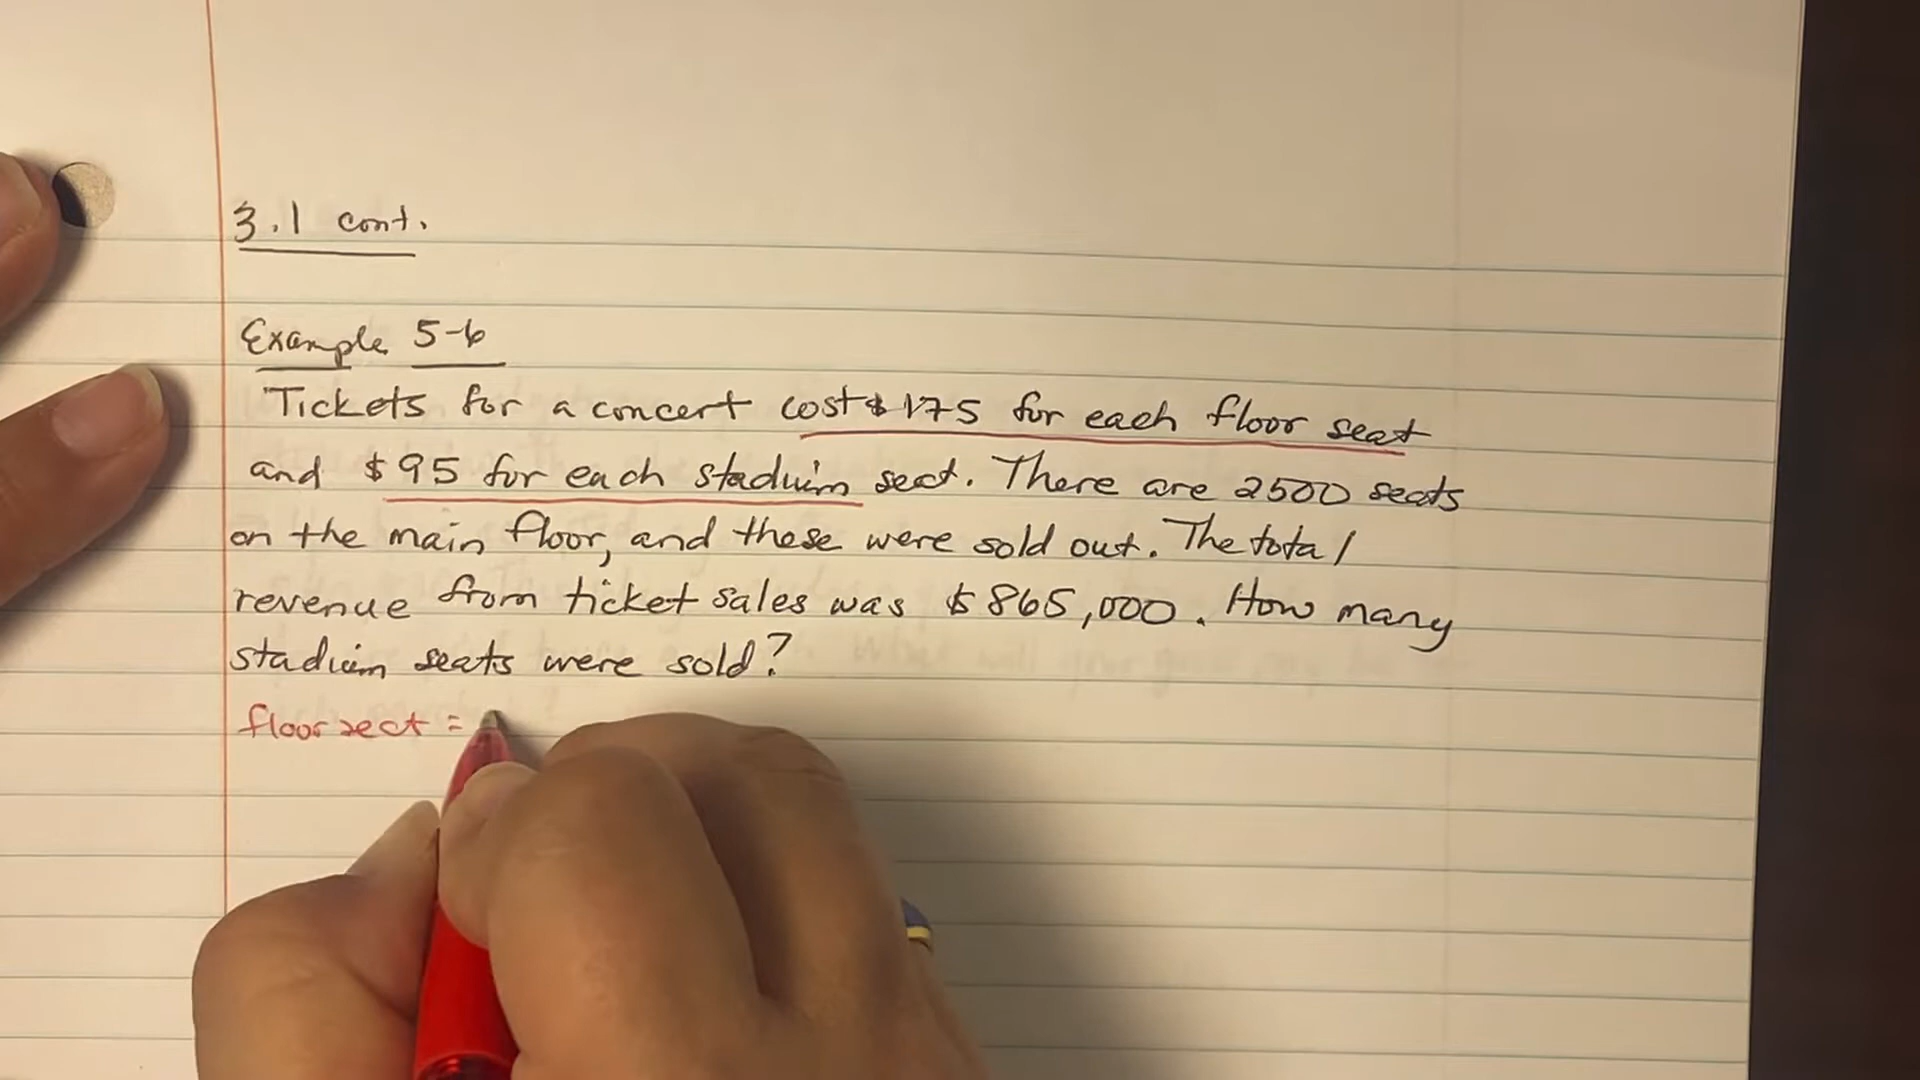 3.1 cont.
Example 5-6
Tickets for a concert cost $175 for each floor seat
and $95 for each stadium seat. There are 2500 seats
on the main floor, and these were sold out. The total
revenue from ticket sales was $865,000. How many
stadium seats were sold?
floor seat =